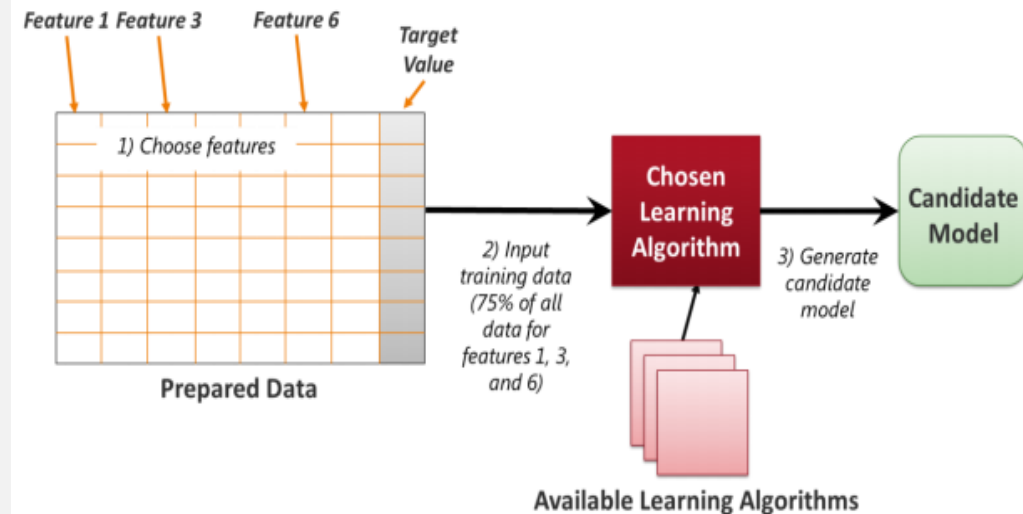 Feature 1 Feature 3 Feature 6
Target
Value
1) Choose features
Prepared Data
2) Input
training data
(75% of all
data for
features 1, 3,
and 6)
Chosen
Learning
Algorithm
3) Generate
candidate
model
Candidate
Model
Available Learning Algorithms